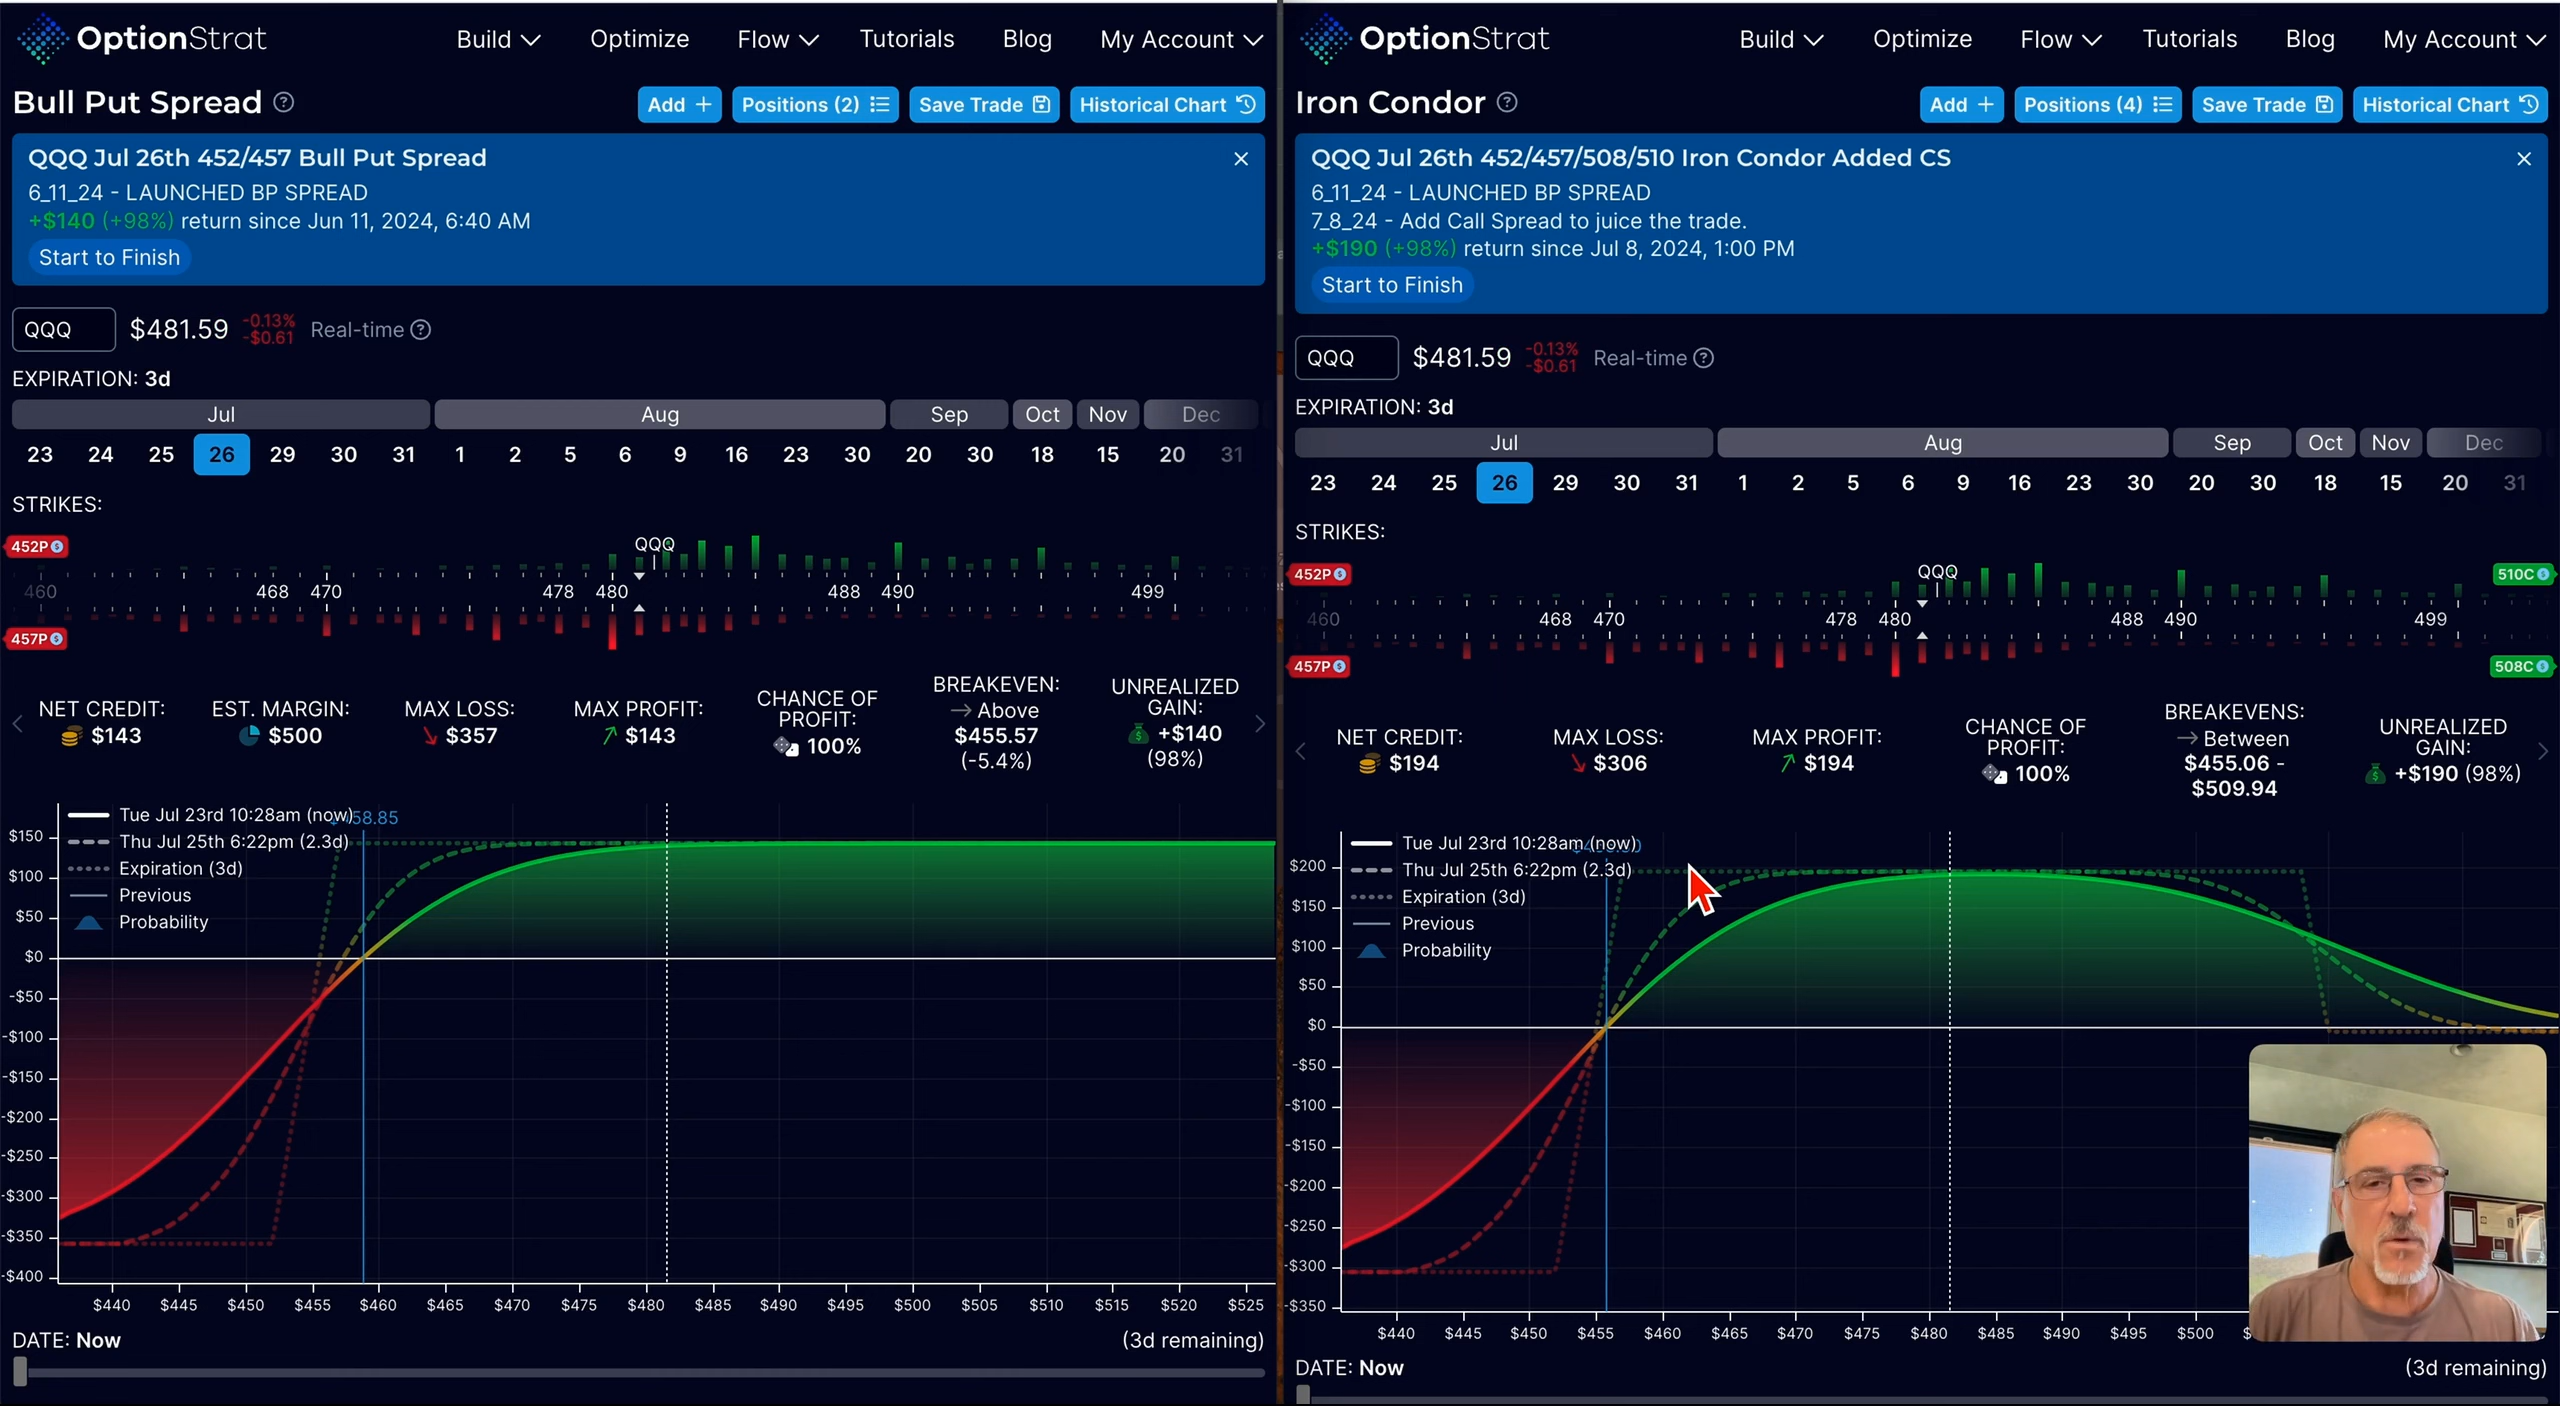 OptionStrat
Build
Optimize
Flow
Tutorials
Blog
My Account
Bull Put Spread
Add +
Positions (2)
Save Trade
Historical Chart
QQQ Jul 26th 452/457 Bull Put Spread
6_11_24 - LAUNCHED BP SPREAD
+$140 (+98%) return since Jun 11, 2024, 6:40 AM
Start to Finish
QQQ
$481.59
-0.13%
-$0.61
Real-time
EXPIRATION: 3d
Jul Aug Sep Oct Nov Dec
23 24 25 26 29 30 31 1 2 5 6 9 16 23 30 20 30 18 15 20 31
STRIKES:
452P
QQQ
460 468 470 478 480 488 490 499
457P
NET CREDIT:
$143
EST. MARGIN:
$500
MAX LOSS:
$357
MAX PROFIT:
$143
CHANCE OF
PROFIT:
100%
BREAKEVEN:
Above
$455.57
(-5.4%)
UNREALIZED
GAIN:
+$140
(98%)
Tue Jul 23rd 10:28am (now)
58.85
Thu Jul 25th 6:22pm (2.3d)
Expiration (3d)
Previous
Probability
$150
$100
$50
$0
-$50
-$100
-$150
-$200
-$250
-$300
-$350
-$400
$440 $445 $450 $455 $460 $465 $470 $475 $480 $485 $490 $495 $500 $505 $510 $515 $520 $525
DATE: Now
(3d remaining)
OptionStrat
Build
Optimize
Flow
Tutorials
Blog
My Account
Iron Condor
Add +
Positions (4)
Save Trade
Historical Chart
QQQ Jul 26th 452/457/508/510 Iron Condor Added CS
6_11_24 - LAUNCHED BP SPREAD
7_8_24 - Add Call Spread to juice the trade.
+$190 (+98%) return since Jul 8, 2024, 1:00 PM
Start to Finish
QQQ
$481.59
-0.13%
-$0.61
Real-time
EXPIRATION: 3d
Jul Aug Sep Oct Nov Dec
23 24 25 26 29 30 31 1 2 5 6 9 16 23 30 20 30 18 15 20 31
STRIKES:
452P
QQQ
510C
460 468 470 478 480 488 490 499
457P
508C
NET CREDIT:
$194
MAX LOSS:
$306
MAX PROFIT:
$194
CHANCE OF
PROFIT:
100%
BREAKEVENS:
Between
$455.06 -
$509.94
UNREALIZED
GAIN:
+$190 (98%)
Tue Jul 23rd 10:28am (now)
Thu Jul 25th 6:22pm (2.3d)
Expiration (3d)
Previous
Probability
$200
$150
$100
$50
$0
-$50
-$100
-$150
-$200
-$250
-$300
-$350
$440 $445 $450 $455 $460 $465 $470 $475 $480 $485 $490 $495 $500
DATE: Now
(3d remaining)